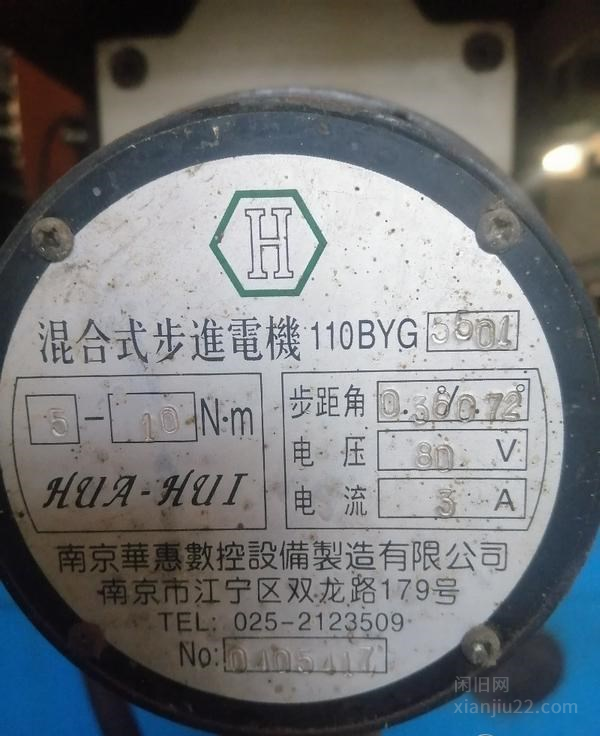 H
混合式步進電機 110BYG 5501
5 - 10 N·m
HUA-HUI
步距角 0.36°/0.72°
电 压 80 V
电 流 3 A
南京華惠數控設備製造有限公司
南京市江宁区双龙路179号
TEL: 025-2123509
No: 0405417
闲旧网
xianjiu22.com